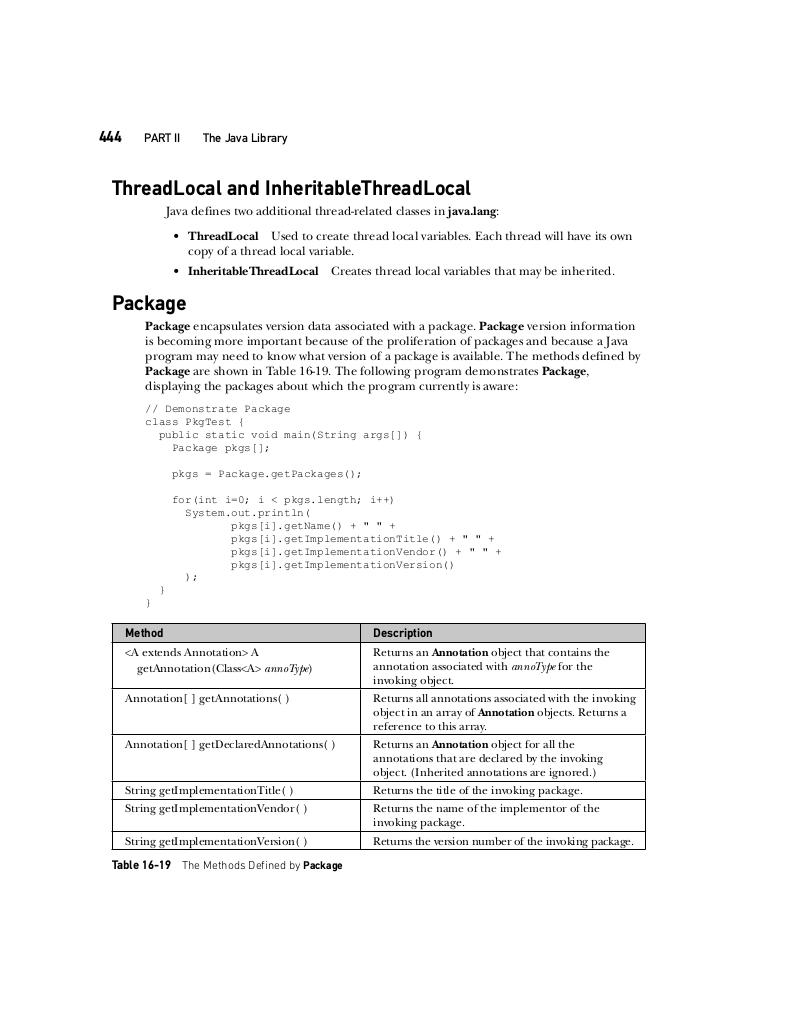 444 PART II The Java Library
ThreadLocal and InheritableThreadLocal
Java defines two additional thread-related classes in java.lang:
• ThreadLocal Used to create thread local variables. Each thread will have its own
copy of a thread local variable.
• InheritableThreadLocal Creates thread local variables that may be inherited.
Package
Package encapsulates version data associated with a package. Package version information
is becoming more important because of the proliferation of packages and because a Java
program may need to know what version of a package is available. The methods defined by
Package are shown in Table 16-19. The following program demonstrates Package,
displaying the packages about which the program currently is aware:
// Demonstrate Package
class PkgTest {
  public static void main(String args[]) {
    Package pkgs[];
    pkgs = Package.getPackages();
    for(int i=0; i < pkgs.length; i++)
      System.out.println(
             pkgs[i].getName() + " " +
             pkgs[i].getImplementationTitle() + " " +
             pkgs[i].getImplementationVendor() + " " +
             pkgs[i].getImplementationVersion()
      );
  }
}
Method Description
<A extends Annotation> A Returns an Annotation object that contains the
getAnnotation(Class<A> annoType) annotation associated with annoType for the
invoking object.
Annotation[ ] getAnnotations( ) Returns all annotations associated with the invoking
object in an array of Annotation objects. Returns a
reference to this array.
Annotation[ ] getDeclaredAnnotations( ) Returns an Annotation object for all the
annotations that are declared by the invoking
object. (Inherited annotations are ignored.)
String getImplementationTitle( ) Returns the title of the invoking package.
String getImplementationVendor( ) Returns the name of the implementor of the
invoking package.
String getImplementationVersion( ) Returns the version number of the invoking package.
Table 16-19 The Methods Defined by Package